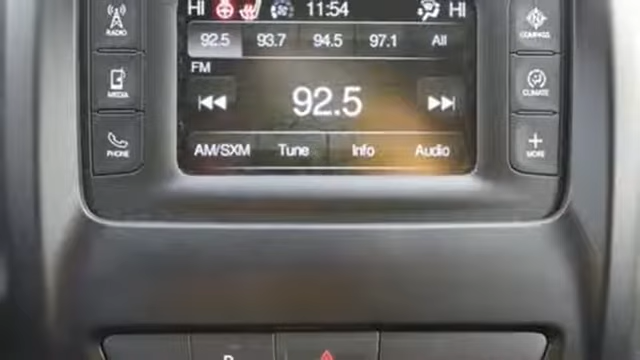 HI 11:54 HI
RADIO
92.5 93.7 94.5 97.1 All
COMPASS
FM
92.5
MEDIA
CLIMATE
AM/SXM Tune Info Audio
PHONE
MORE